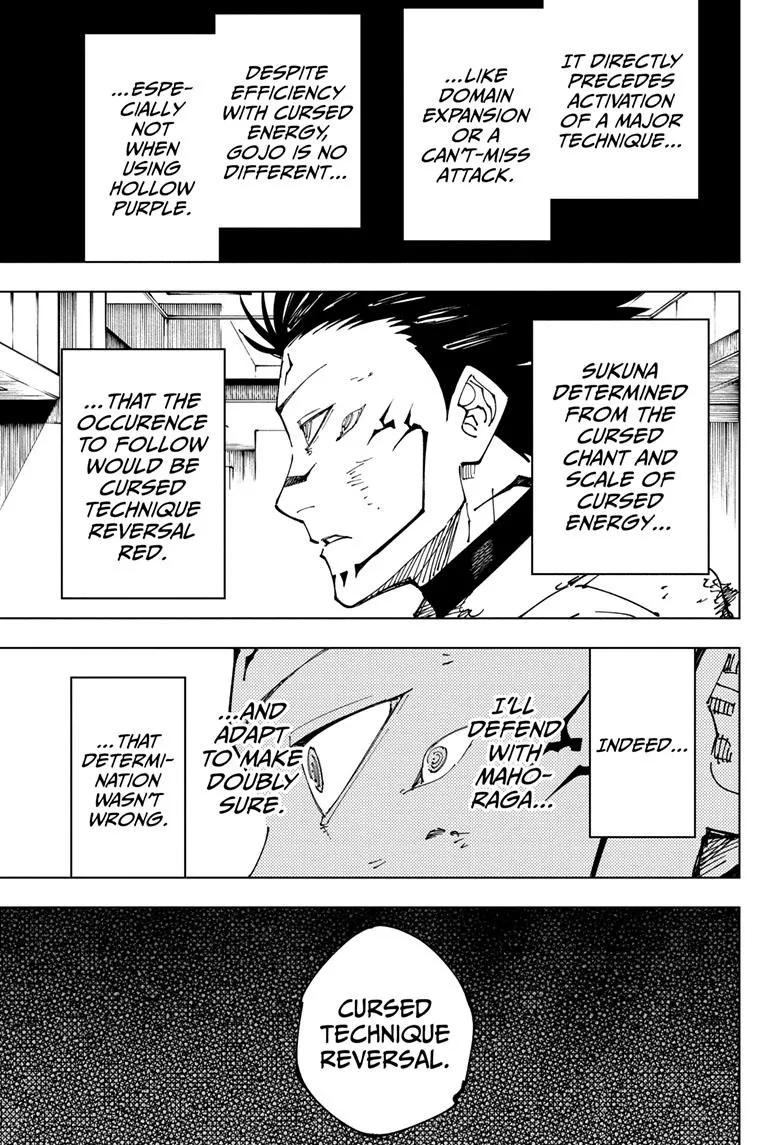 IT DIRECTLY
PRECEDES
ACTIVATION
OF A MAJOR
TECHNIQUE...
...LIKE
DOMAIN
EXPANSION
OR A
CAN'T-MISS
ATTACK.
DESPITE
EFFICIENCY
WITH CURSED
ENERGY,
GOJO IS NO
DIFFERENT...
...ESPE-
CIALLY
NOT
WHEN
USING
HOLLOW
PURPLE.
SUKUNA
DETERMINED
FROM THE
CURSED
CHANT AND
SCALE OF
CURSED
ENERGY...
...THAT THE
OCCURENCE
TO FOLLOW
WOULD BE
CURSED
TECHNIQUE
REVERSAL
RED.
INDEED...
I'LL
DEFEND
WITH
MAHO-
RAGA...
...AND
ADAPT
TO MAKE
DOUBLY
SURE.
...THAT
DETERMI-
NATION
WASN'T
WRONG.
CURSED
TECHNIQUE
REVERSAL.